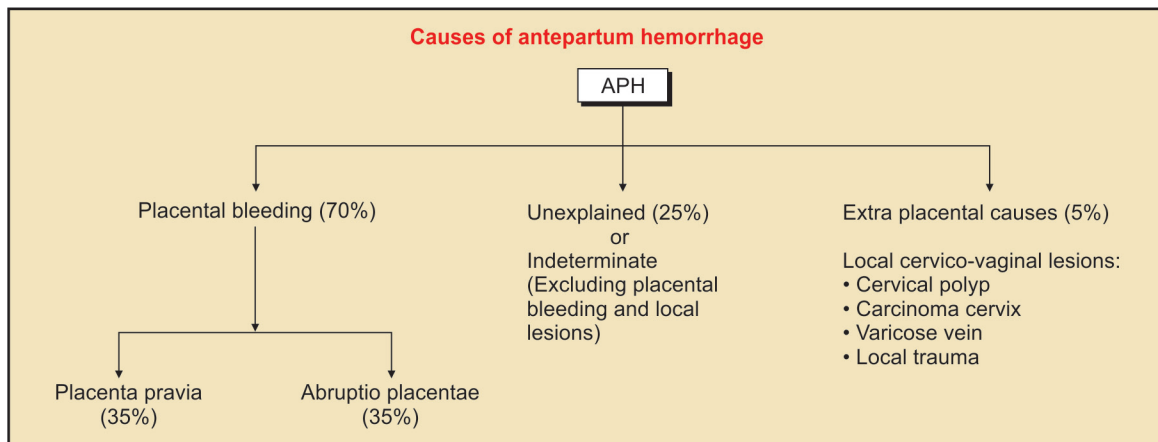 Causes of antepartum hemorrhage
APH
Placental bleeding (70%)
Placenta pravia
(35%)
Abruptio placentae
(35%)
Unexplained (25%)
or
Indeterminate
(Excluding placental
bleeding and local
lesions)
Extra placental causes (5%)
Local cervico-vaginal lesions:
• Cervical polyp
• Carcinoma cervix
• Varicose vein
• Local trauma